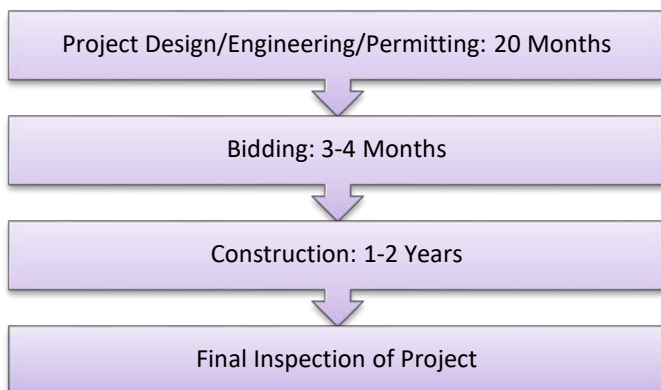 Project Design/Engineering/Permitting: 20 Months
Bidding: 3-4 Months
Construction: 1-2 Years
Final Inspection of Project